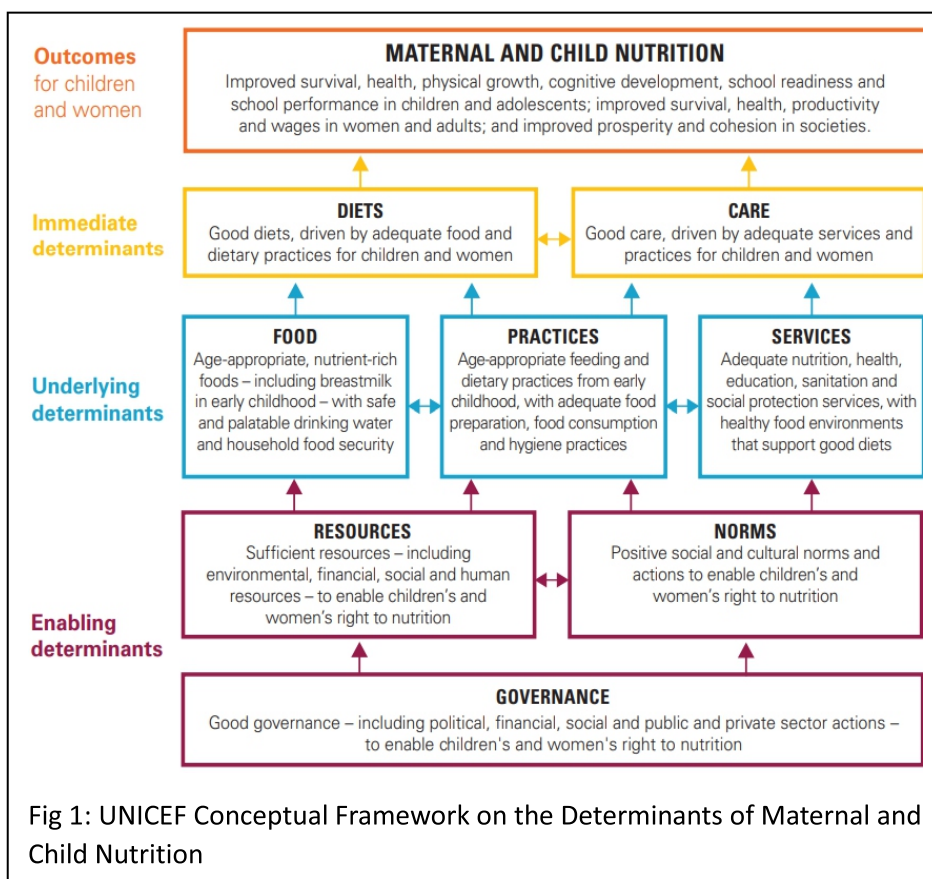 Outcomes
for children
and women
MATERNAL AND CHILD NUTRITION
Improved survival, health, physical growth, cognitive development, school readiness and
school performance in children and adolescents; improved survival, health, productivity
and wages in women and adults; and improved prosperity and cohesion in societies.
Immediate
determinants
DIETS
Good diets, driven by adequate food and
dietary practices for children and women
CARE
Good care, driven by adequate services and
practices for children and women
Underlying
determinants
FOOD
Age-appropriate, nutrient-rich
foods – including breastmilk
in early childhood – with safe
and palatable drinking water
and household food security
PRACTICES
Age-appropriate feeding and
dietary practices from early
childhood, with adequate food
preparation, food consumption
and hygiene practices
SERVICES
Adequate nutrition, health,
education, sanitation and
social protection services, with
healthy food environments
that support good diets
Enabling
determinants
RESOURCES
Sufficient resources – including
environmental, financial, social and human
resources – to enable children's and
women's right to nutrition
NORMS
Positive social and cultural norms and
actions to enable children's and
women's right to nutrition
GOVERNANCE
Good governance – including political, financial, social and public and private sector actions –
to enable children's and women's right to nutrition
Fig 1: UNICEF Conceptual Framework on the Determinants of Maternal and
Child Nutrition